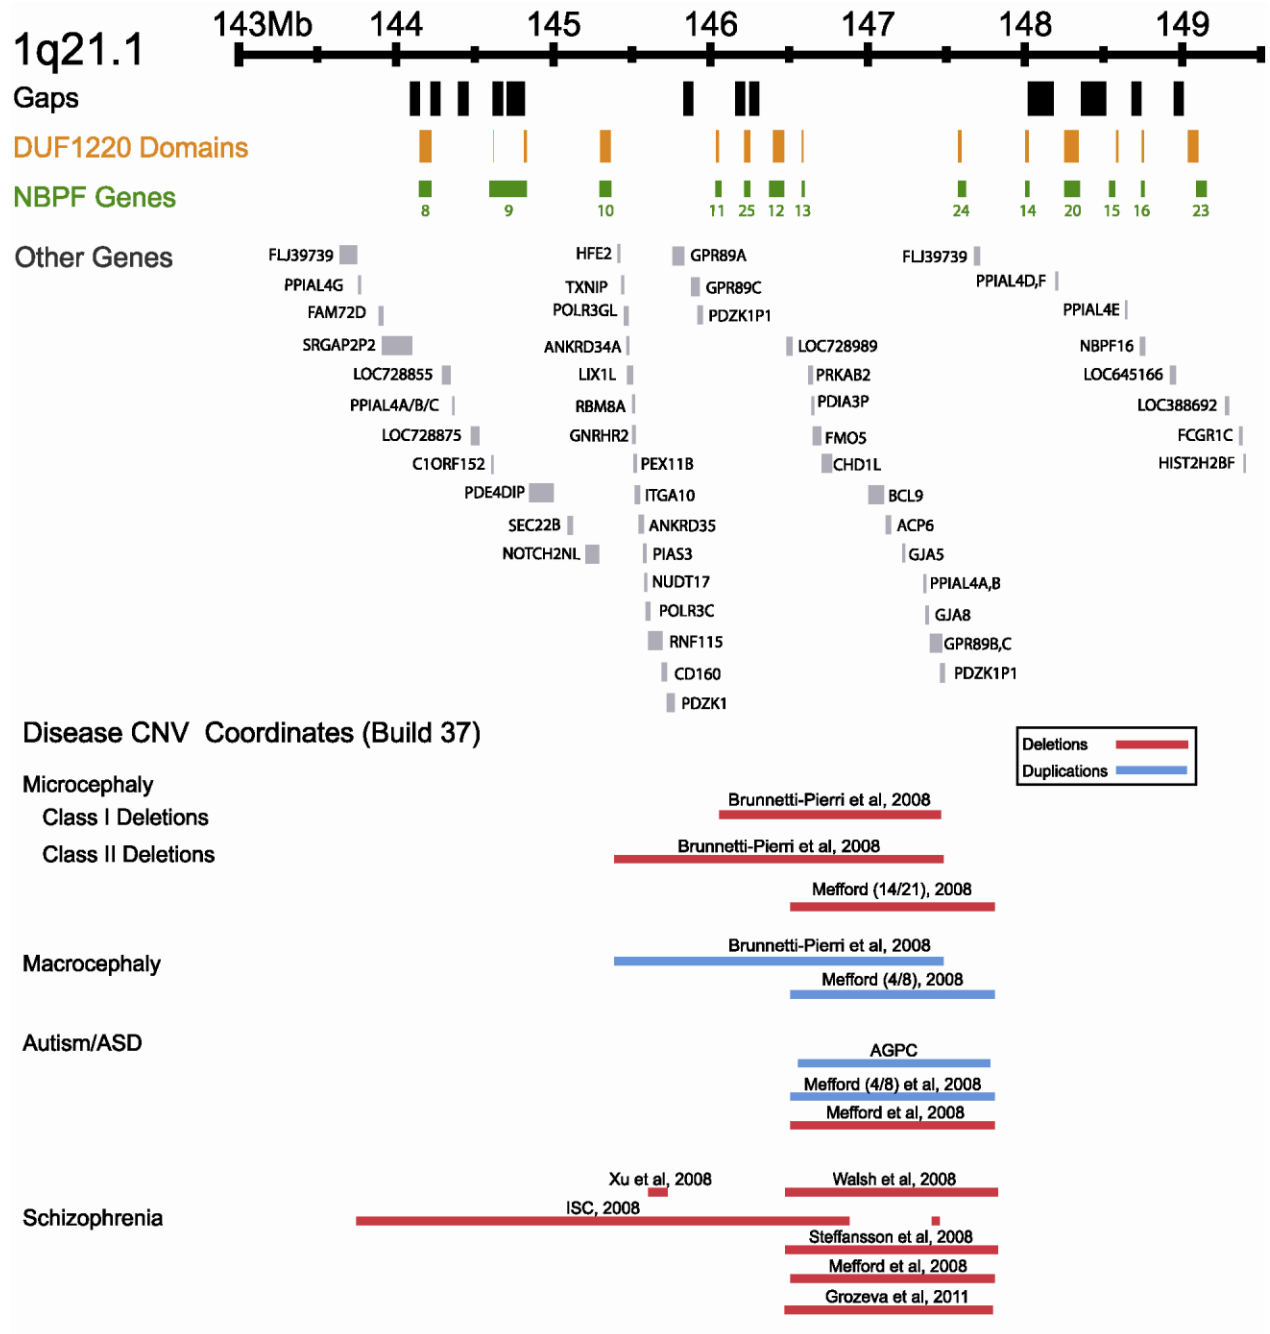 143Mb 144 145 146 147 148 149
1q21.1
Gaps
DUF1220 Domains
NBPF Genes
8 9 10 11 25 12 13 24 14 20 15 16 23
Other Genes
FLJ39739 HFE2 GPR89A FLJ39739
PPIAL4G TXNIP GPR89C PPIAL4D,F
FAM72D POLR3GL PDZK1P1 PPIAL4E
SRGAP2P2 ANKRD34A LOC728989 NBPF16
LOC728855 LIX1L PRKAB2 LOC645166
PPIAL4A/B/C RBM8A PDIA3P LOC388692
LOC728875 GNRHR2 FMO5 FCGR1C
C1ORF152 PEX11B CHD1L HIST2H2BF
PDE4DIP ITGA10 BCL9
SEC22B ANKRD35 ACP6
NOTCH2NL PIAS3 GJA5
NUDT17 PPIAL4A,B
POLR3C GJA8
RNF115 GPR89B,C
CD160 PDZK1P1
PDZK1
Disease CNV Coordinates (Build 37)
Deletions
Duplications
Microcephaly
Brunnetti-Pierri et al, 2008
Class I Deletions
Brunnetti-Pierri et al, 2008
Class II Deletions
Mefford (14/21), 2008
Brunnetti-Pierri et al, 2008
Macrocephaly
Mefford (4/8), 2008
Autism/ASD
AGPC
Mefford (4/8) et al, 2008
Mefford et al, 2008
Xu et al, 2008 Walsh et al, 2008
ISC, 2008
Schizophrenia
Steffansson et al, 2008
Mefford et al, 2008
Grozeva et al, 2011